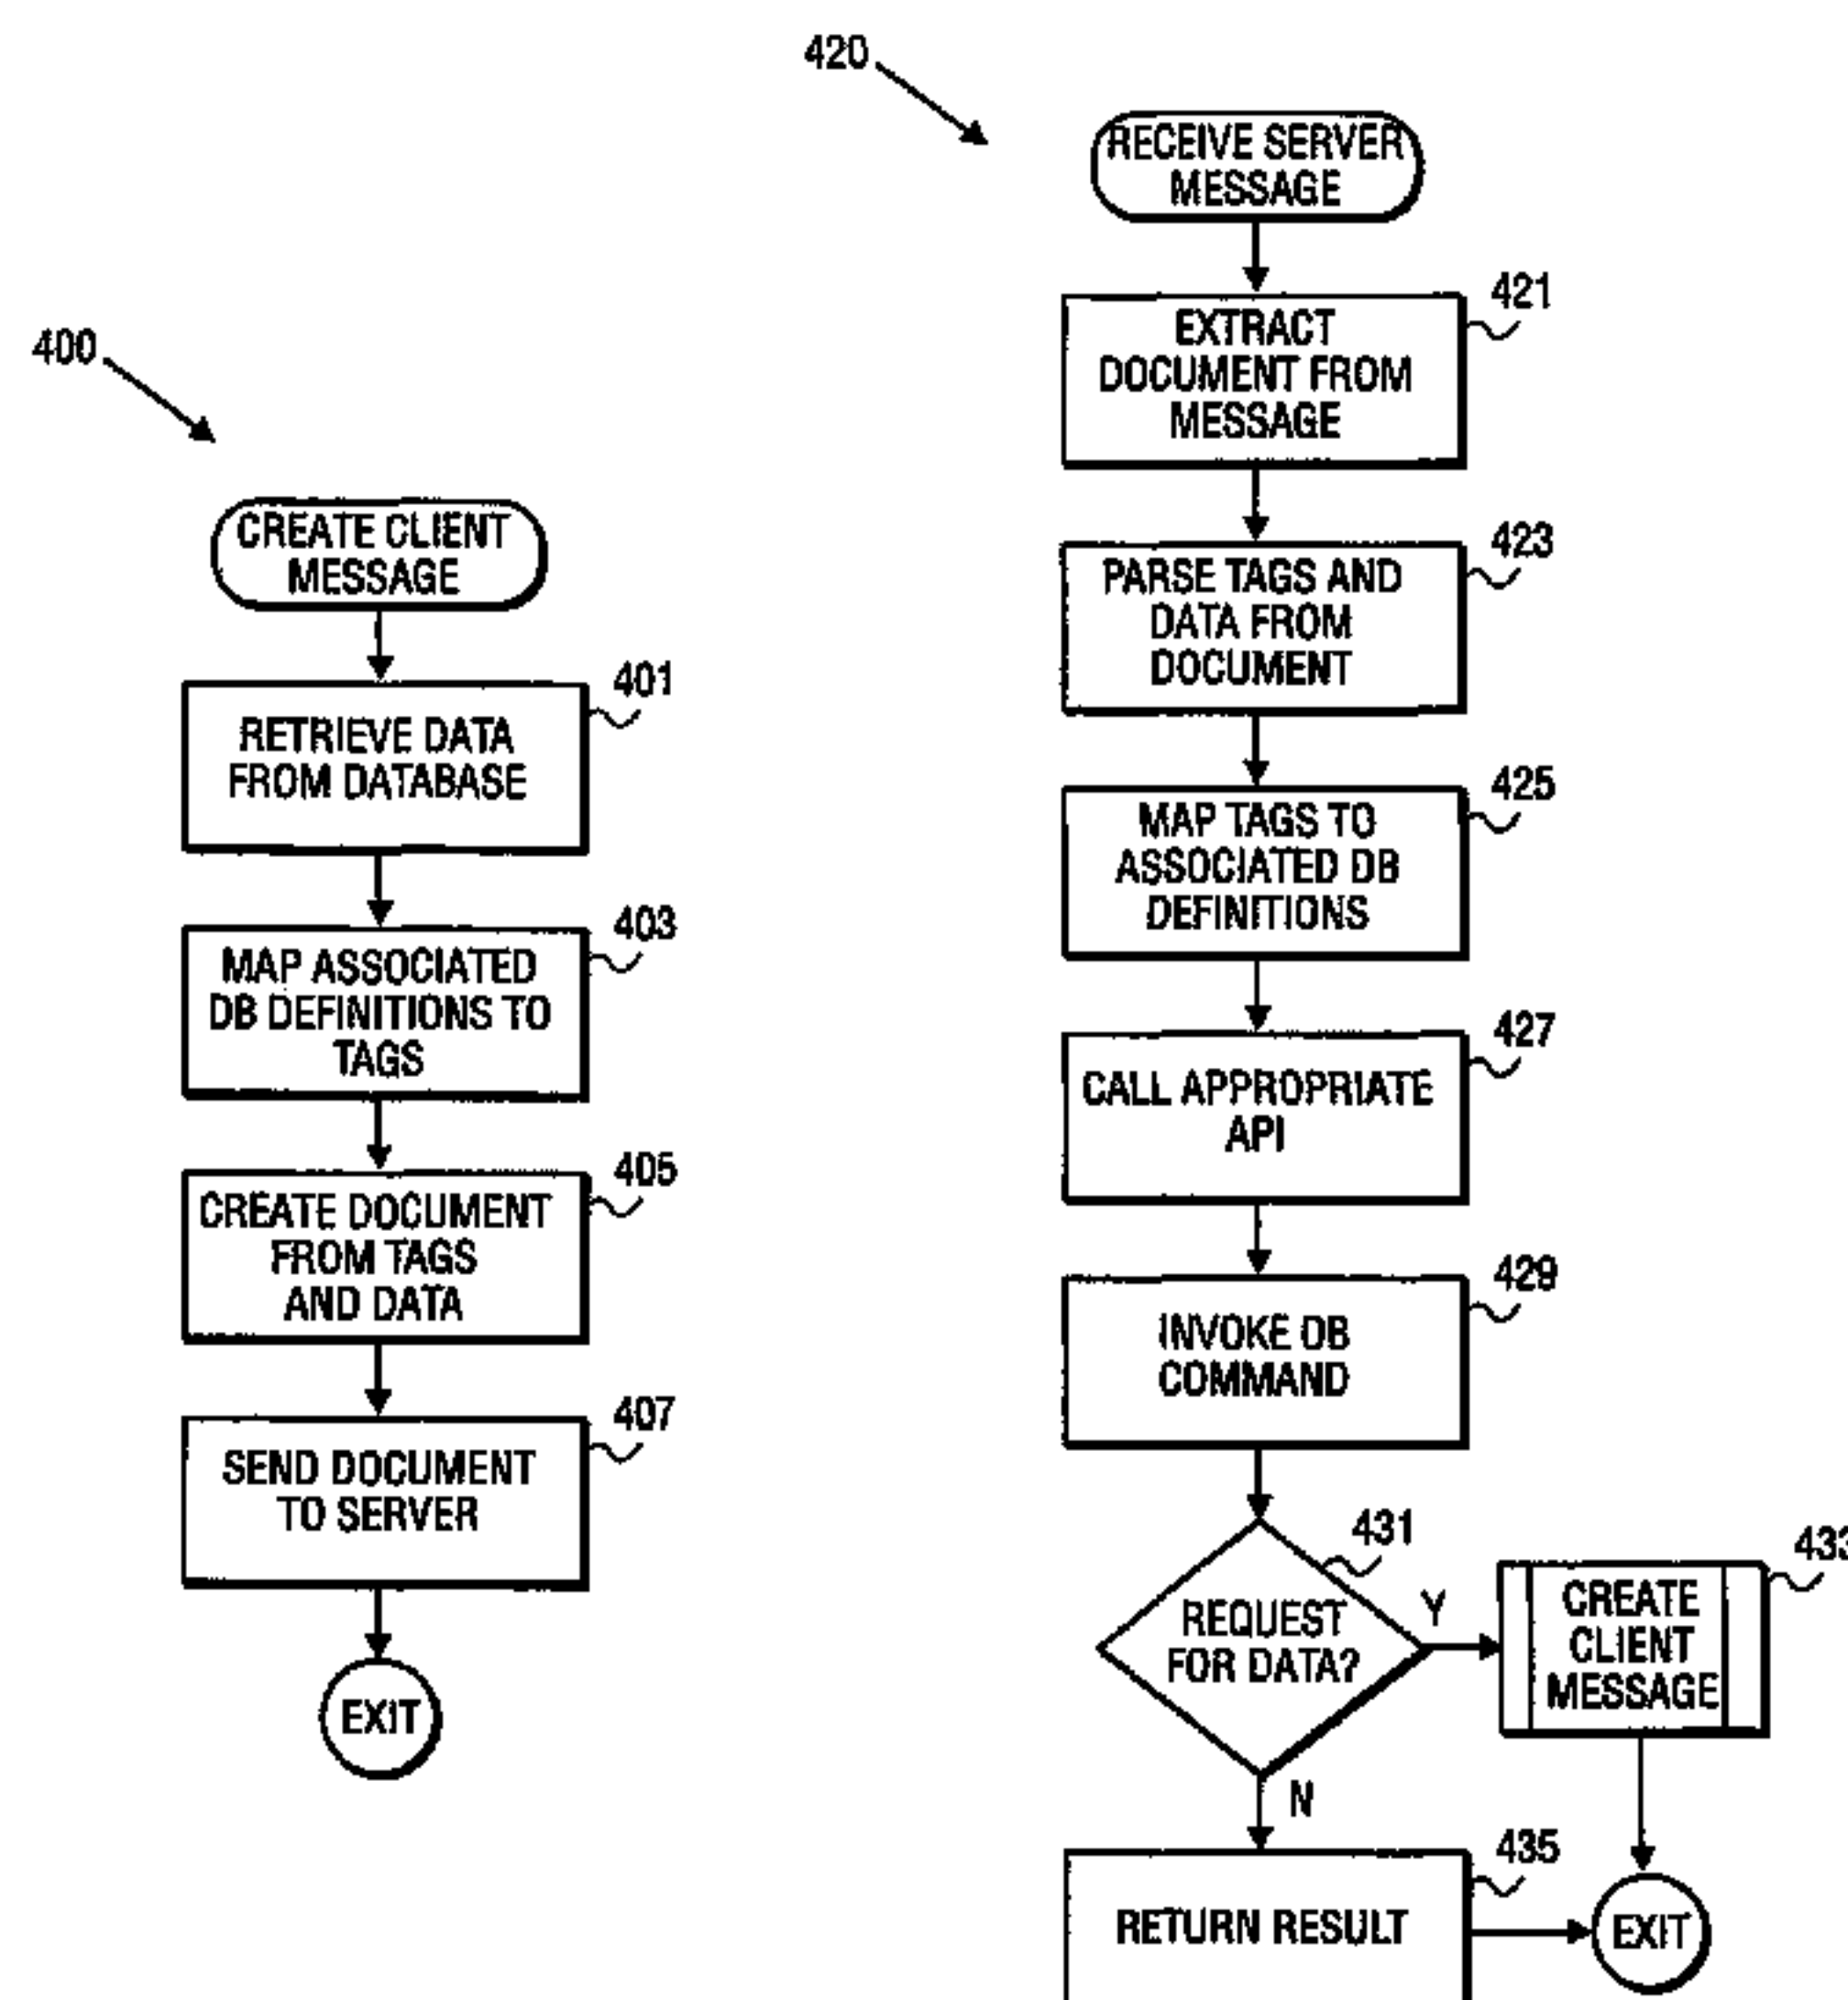 400
CREATE CLIENT
MESSAGE
401
RETRIEVE DATA
FROM DATABASE
403
MAP ASSOCIATED
DB DEFINITIONS TO
TAGS
405
CREATE DOCUMENT
FROM TAGS
AND DATA
407
SEND DOCUMENT
TO SERVER
EXIT
420
RECEIVE SERVER
MESSAGE
421
EXTRACT
DOCUMENT FROM
MESSAGE
423
PARSE TAGS AND
DATA FROM
DOCUMENT
425
MAP TAGS TO
ASSOCIATED DB
DEFINITIONS
427
CALL APPROPRIATE
API
429
INVOKE DB
COMMAND
431
REQUEST
FOR DATA?
Y
N
433
CREATE
CLIENT
MESSAGE
435
RETURN RESULT
EXIT